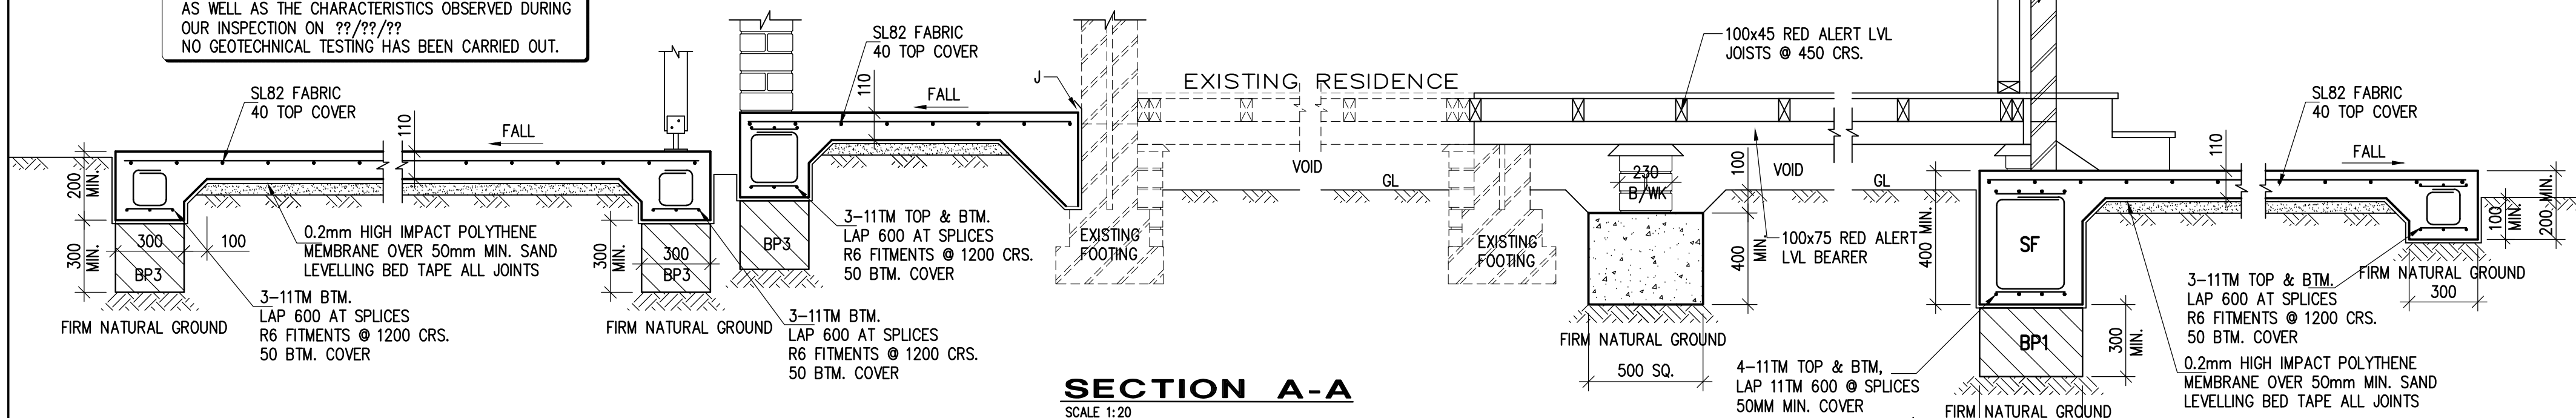 AS WELL AS THE CHARACTERISTICS OBSERVED DURING
OUR INSPECTION ON ??/??/??
NO GEOTECHNICAL TESTING HAS BEEN CARRIED OUT.
SL82 FABRIC
40 TOP COVER
FALL
110
200
MIN.
300
MIN.
300
100
BP3
0.2mm HIGH IMPACT POLYTHENE
MEMBRANE OVER 50mm MIN. SAND
LEVELLING BED TAPE ALL JOINTS
3-11TM BTM.
LAP 600 AT SPLICES
R6 FITMENTS @ 1200 CRS.
50 BTM. COVER
FIRM NATURAL GROUND
300
MIN.
300
BP3
FIRM NATURAL GROUND
SL82 FABRIC
40 TOP COVER
110
FALL
J
BP3
3-11TM TOP & BTM.
LAP 600 AT SPLICES
R6 FITMENTS @ 1200 CRS.
50 BTM. COVER
3-11TM BTM.
LAP 600 AT SPLICES
R6 FITMENTS @ 1200 CRS.
50 BTM. COVER
EXISTING RESIDENCE
EXISTING
FOOTING
VOID
GL
EXISTING
FOOTING
100x45 RED ALERT LVL
JOISTS @ 450 CRS.
230
B/WK
100
VOID
GL
400
MIN.
100x75 RED ALERT
LVL BEARER
FIRM NATURAL GROUND
500 SQ.
400 MIN.
SF
BP1
300
MIN.
4-11TM TOP & BTM,
LAP 11TM 600 @ SPLICES
50MM MIN. COVER
FIRM NATURAL GROUND
SL82 FABRIC
40 TOP COVER
110
FALL
100
MIN.
200 MIN.
FIRM NATURAL GROUND
300
3-11TM TOP & BTM.
LAP 600 AT SPLICES
R6 FITMENTS @ 1200 CRS.
50 BTM. COVER
0.2mm HIGH IMPACT POLYTHENE
MEMBRANE OVER 50mm MIN. SAND
LEVELLING BED TAPE ALL JOINTS
SECTION A-A
SCALE 1:20